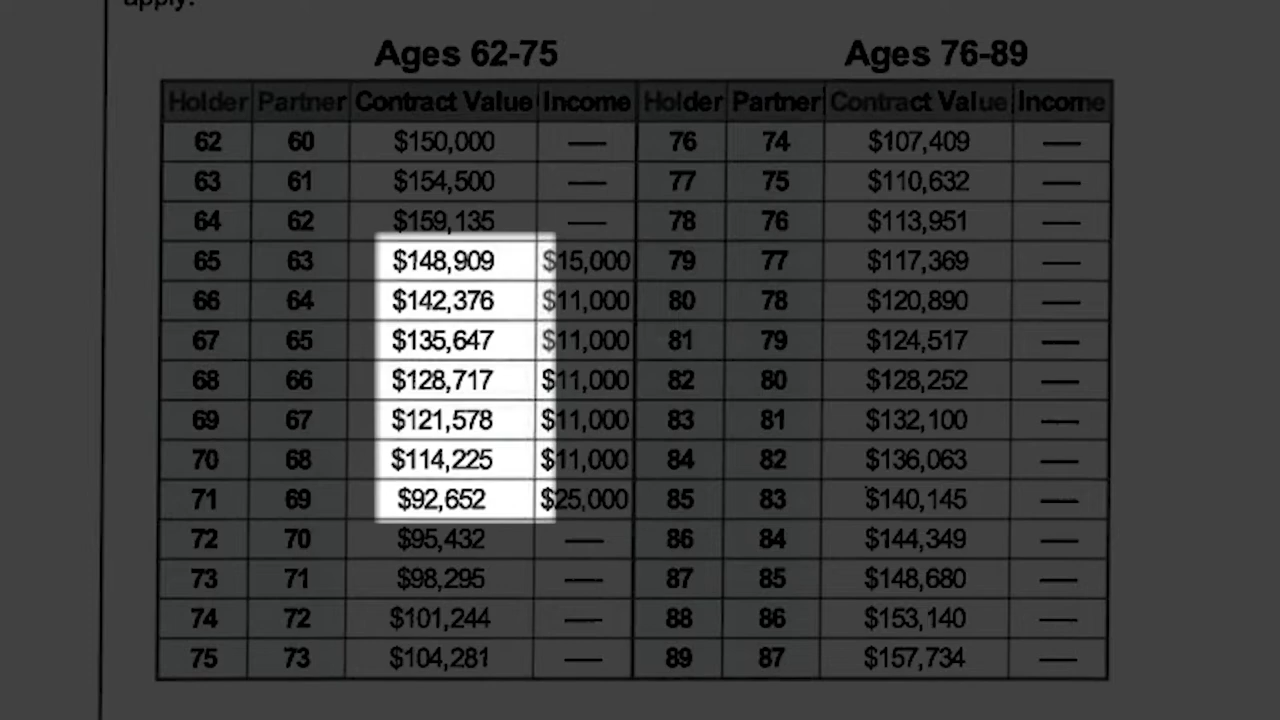 apply.
Ages 62-75 Ages 76-89
Holder Partner Contract Value Income Holder Partner Contract Value Income
62 60 $150,000 — 76 74 $107,409 —
63 61 $154,500 — 77 75 $110,632 —
64 62 $159,135 — 78 76 $113,951 —
65 63 $148,909 $15,000 79 77 $117,369 —
66 64 $142,376 $11,000 80 78 $120,890 —
67 65 $135,647 $11,000 81 79 $124,517 —
68 66 $128,717 $11,000 82 80 $128,252 —
69 67 $121,578 $11,000 83 81 $132,100 —
70 68 $114,225 $11,000 84 82 $136,063 —
71 69 $92,652 $25,000 85 83 $140,145 —
72 70 $95,432 — 86 84 $144,349 —
73 71 $98,295 — 87 85 $148,680 —
74 72 $101,244 — 88 86 $153,140 —
75 73 $104,281 — 89 87 $157,734 —